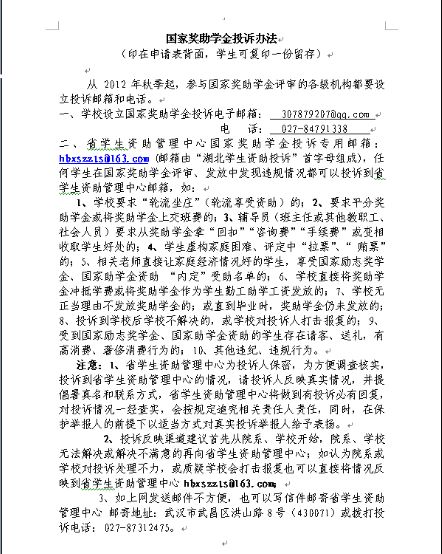 国家奖助学金投诉办法
（印在申请表背面，学生可复印一份留存）
从 2012 年秋季起，参与国家奖助学金评审的各级机构都要设
立投诉邮箱和电话。
一、学校设立国家奖助学金投诉电子邮箱： 307879207@qq.com
电 话： 027-84791338
二、省学生资助管理中心国家奖助学金投诉专用邮箱：
hbxszzts@163.com (邮箱由“湖北学生资助投诉”首字母组成)，任
何学生在国家奖助学金评审、发放中发现违规情况都可以投诉到省
学生资助管理中心邮箱，如：
1、学校要求“轮流坐庄”（轮流享受资助）的；2、要求平分奖
助学金或将奖助学金上交班费的；3、辅导员（班主任或其他教职工、
社会人员）要求从奖助学金拿“回扣”“咨询费”“手续费”或变相
收取学生好处的；4、学生虚构家庭困难、评定中“拉票”、“ 贿票”
的；5、相关老师直接让家庭经济情况好的学生，享受国家励志奖学
金、国家助学金资助 “内定”受助名单的；6、学校直接将奖助学
金冲抵学费或将奖助学金作为学生勤工助学工资发放的；7、学校无
正当理由不发放奖助学金的；或直到毕业时，奖助学金仍未发放的；
8、投诉到学校后学校不解决的，或学校对投诉人打击报复的；9、
受到国家励志奖学金、国家助学金资助的学生存在请客、送礼，有
高消费、奢侈消费行为的；10、其他违纪、违规行为。
注意：1、省学生资助管理中心为投诉人保密，为方便调查核实，
投诉到省学生资助管理中心的情况，请投诉人反映真实情况，并提
倡署真名和联系方式，省学生资助管理中心将做到有投诉必有回复，
对投诉情况一经查实，会按规定追究相关责任人责任，同时，在保
护举报人的前提下以适当方式对真实投诉举报人给予表扬。
2、投诉反映渠道建议首先从院系、学校开始，院系、学校
无法解决或解决不满意的再向省学生资助管理中心；如认为院系或
学校对投诉处理不力，或质疑学校会打击报复也可以直接将情况反
映到省学生资助管理中心 hbxszzts@163.com；
3、如上网发送邮件不方便，也可以写信件邮寄省学生资助
管理中心 邮寄地址：武汉市武昌区洪山路 8 号（430071）或拨打投
诉电话：027-87312475。